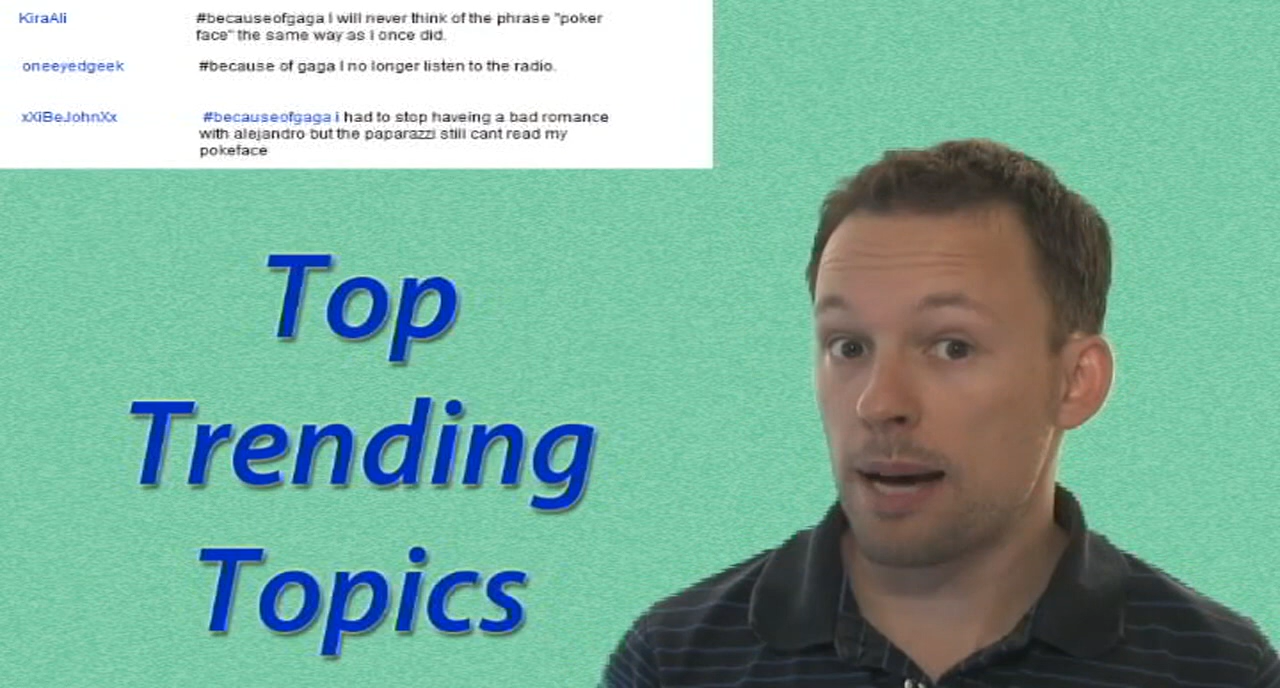 KiraAli #becauseofgaga I will never think of the phrase "poker
face" the same way as I once did.
oneeyedgeek #because of gaga I no longer listen to the radio.
xXiBeJohnXx #becauseofgaga i had to stop haveing a bad romance
with alejandro but the paparazzi still cant read my
pokeface
Top
Trending
Topics